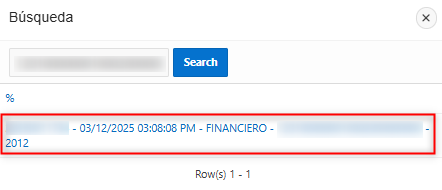 Búsqueda
Search
%
- 03/12/2025 03:08:08 PM - FINANCIERO - -
2012
Row(s) 1 - 1